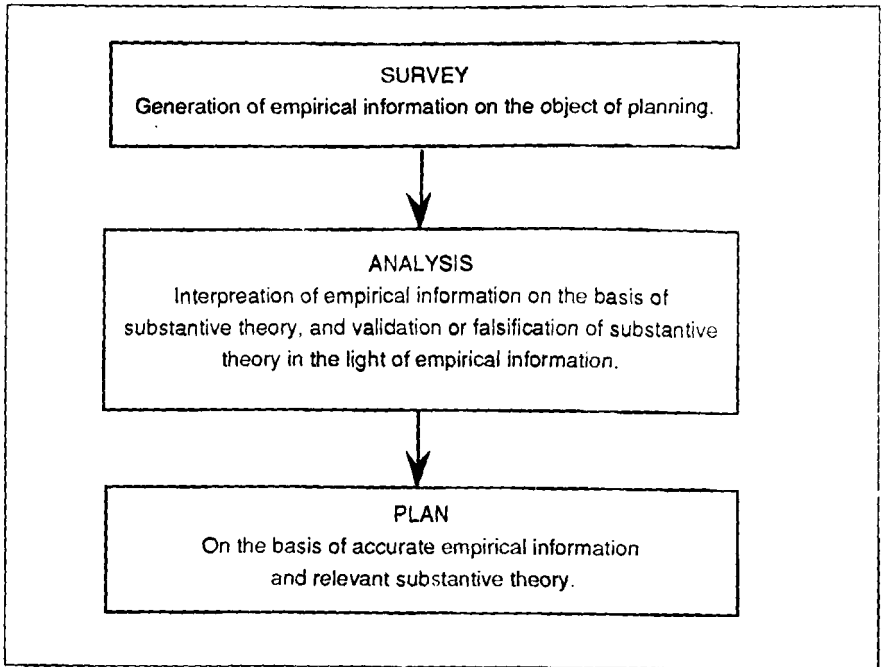 SURVEY
Generation of empirical information on the object of planning.
ANALYSIS
Interpreation of empirical information on the basis of
substantive theory, and validation or falsification of substantive
theory in the light of empirical information.
PLAN
On the basis of accurate empirical information
and relevant substantive theory.